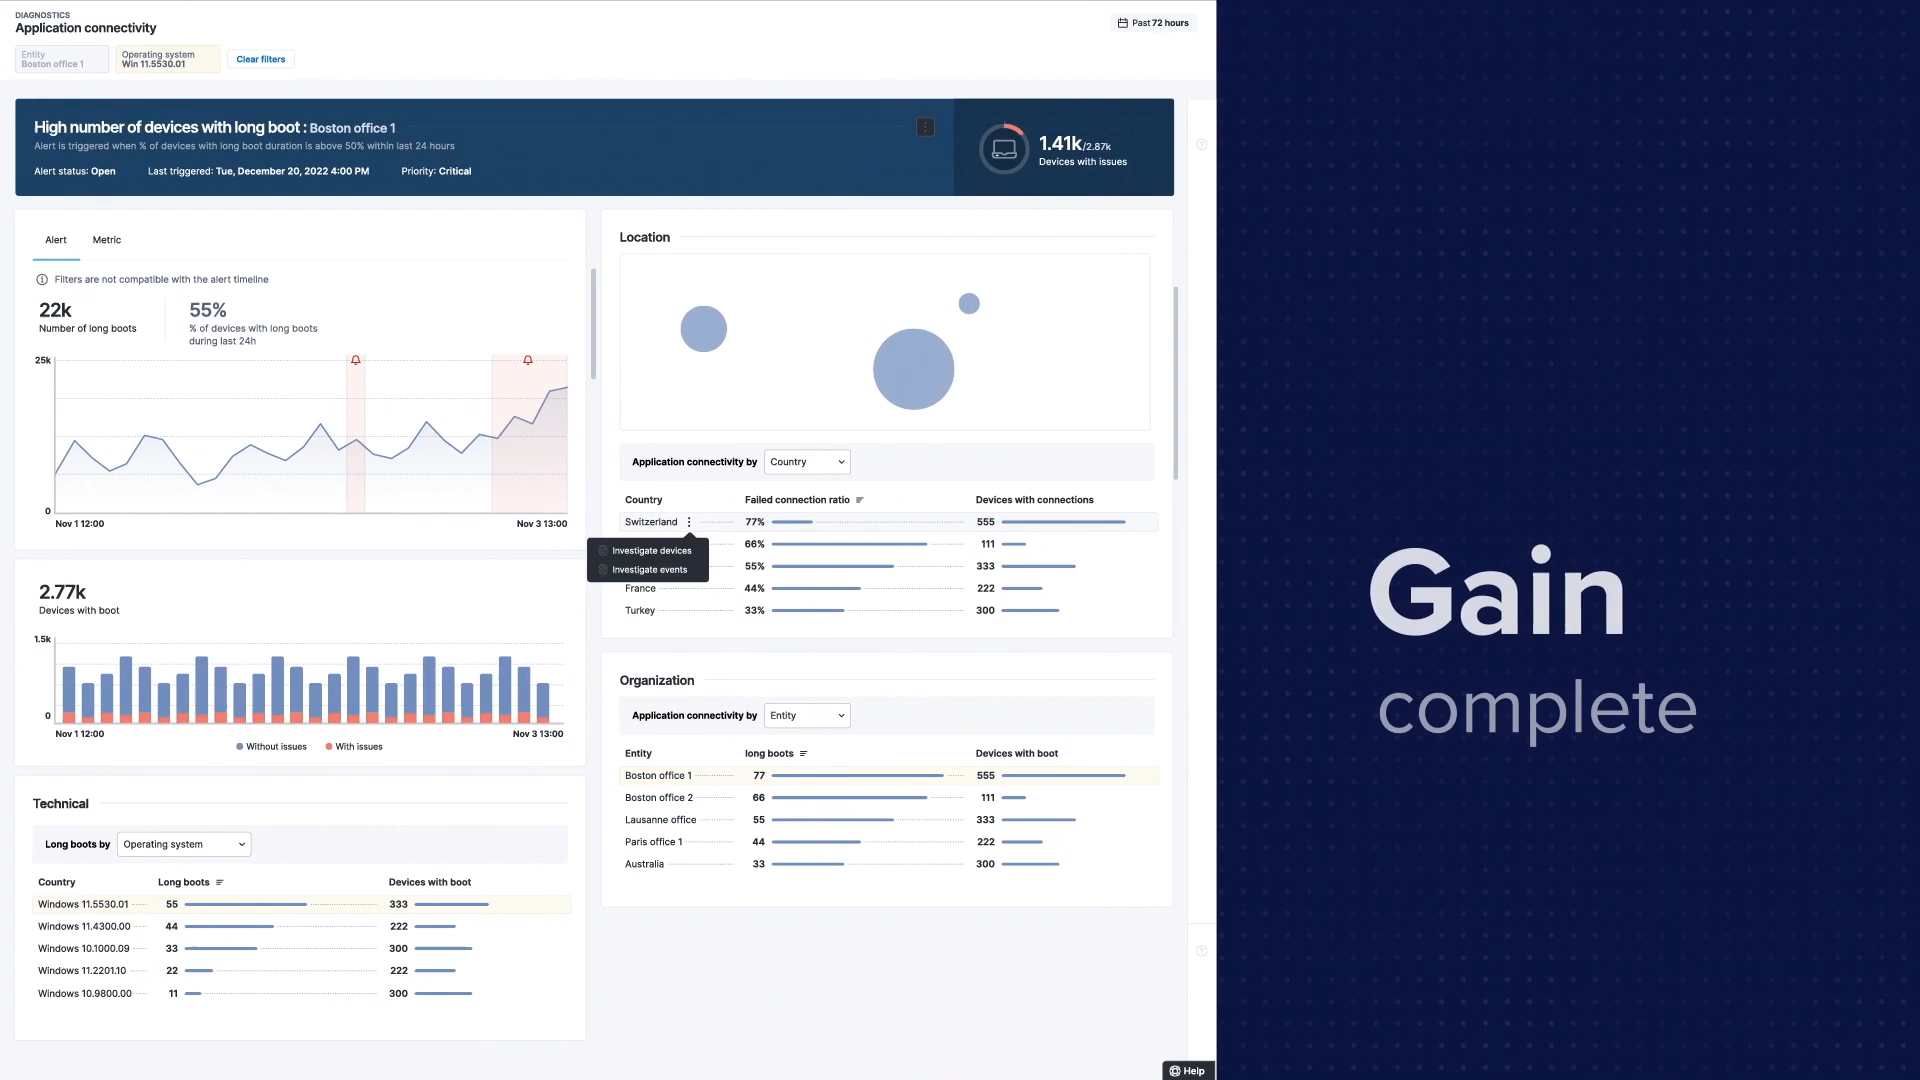 DIAGNOSTICS
Application connectivity
Past 72 hours
Entity
Boston office 1
Operating system
Win 11.5530.01
Clear filters
High number of devices with long boot : Boston office 1
Alert is triggered when % of devices with long boot duration is above 50% within last 24 hours
Alert status: Open
Last triggered: Tue, December 20, 2022 4:00 PM
Priority: Critical
1.41k/2.87k
Devices with issues
Alert
Metric
Filters are not compatible with the alert timeline
22k
Number of long boots
55%
% of devices with long boots
during last 24h
25k
0
Nov 1 12:00
Nov 3 13:00
2.77k
Devices with boot
1.5k
0
Nov 1 12:00
Nov 3 13:00
Without issues
With issues
Technical
Long boots by
Operating system
Country Long boots Devices with boot
Windows 11.5530.01 55 333
Windows 11.4300.00 44 222
Windows 10.1000.09 33 300
Windows 11.2201.10 22 222
Windows 10.9800.00 11 300
Location
Application connectivity by
Country
Country Failed connection ratio Devices with connections
Switzerland 77% 555
66% 111
55% 333
France 44% 222
Turkey 33% 300
Investigate devices
Investigate events
Organization
Application connectivity by
Entity
Entity long boots Devices with boot
Boston office 1 77 555
Boston office 2 66 111
Lausanne office 55 333
Paris office 1 44 222
Australia 33 300
Help
Gain
complete